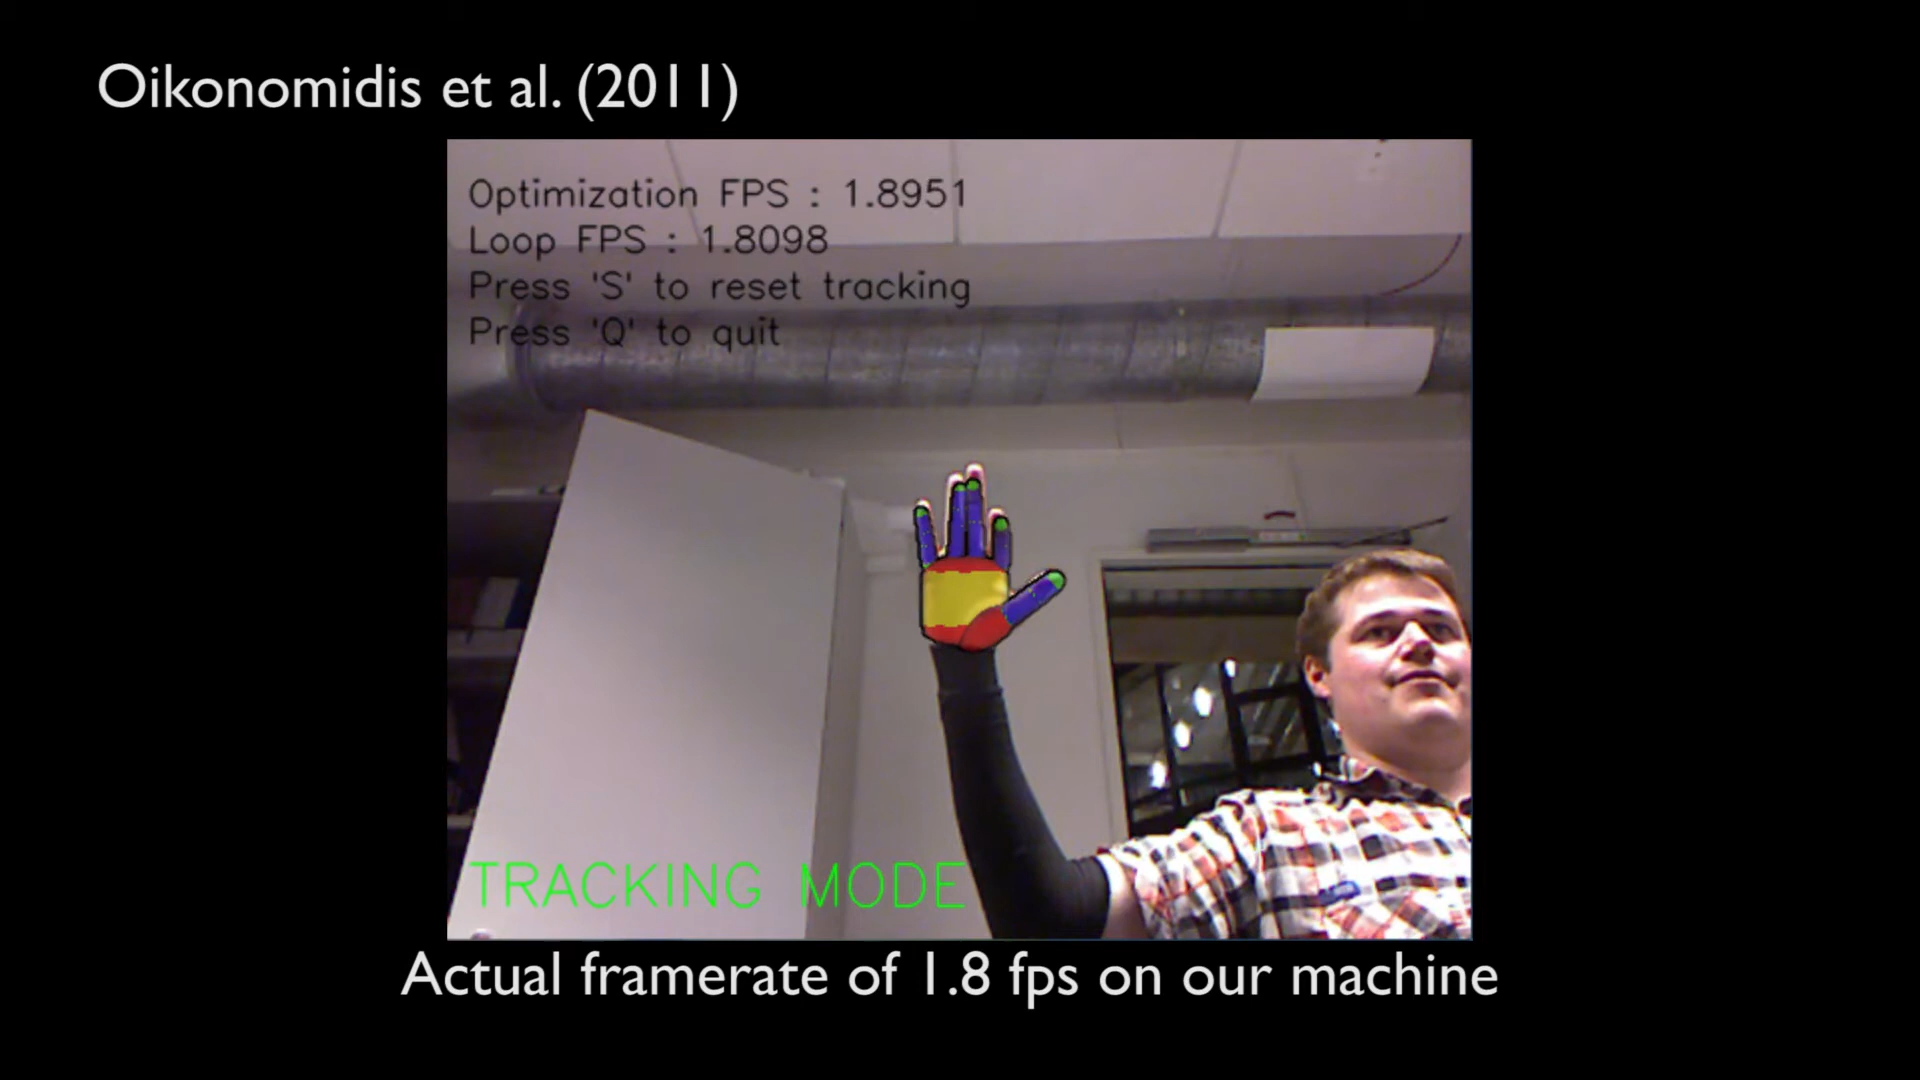 Oikonomidis et al. (2011)
Optimization FPS : 1.8951
Loop FPS : 1.8098
Press 'S' to reset tracking
Press 'Q' to quit
TRACKING MODE
Actual framerate of 1.8 fps on our machine